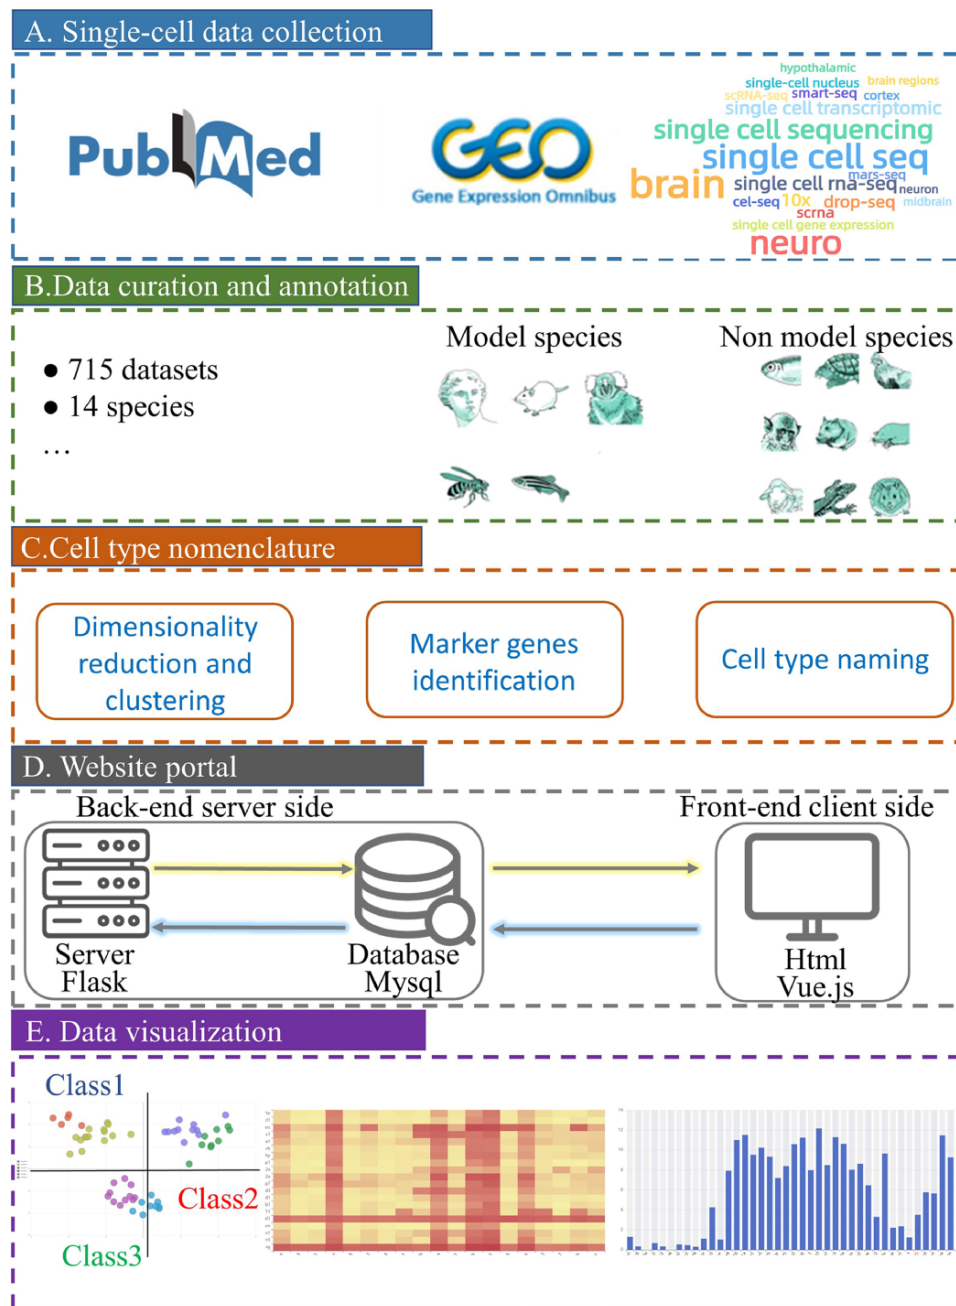 A. Single-cell data collection
PubMed
GEO
Gene Expression Omnibus
hypothalamic
single-cell nucleus
brain regions
scRNA-seq
smart-seq
cortex
single cell transcriptomic
single cell sequencing
single cell seq
mars-seq
brain
single cell rna-seq
neuron
cel-seq
10x
drop-seq
midbrain
scrna
single cell gene expression
neuro
B.Data curation and annotation
● 715 datasets
● 14 species
...
Model species
Non model species
C.Cell type nomenclature
Dimensionality
reduction and
clustering
Marker genes
identification
Cell type naming
D. Website portal
Back-end server side
Front-end client side
Server
Flask
Database
Mysql
Html
Vue.js
E. Data visualization
Class1
Class2
Class3